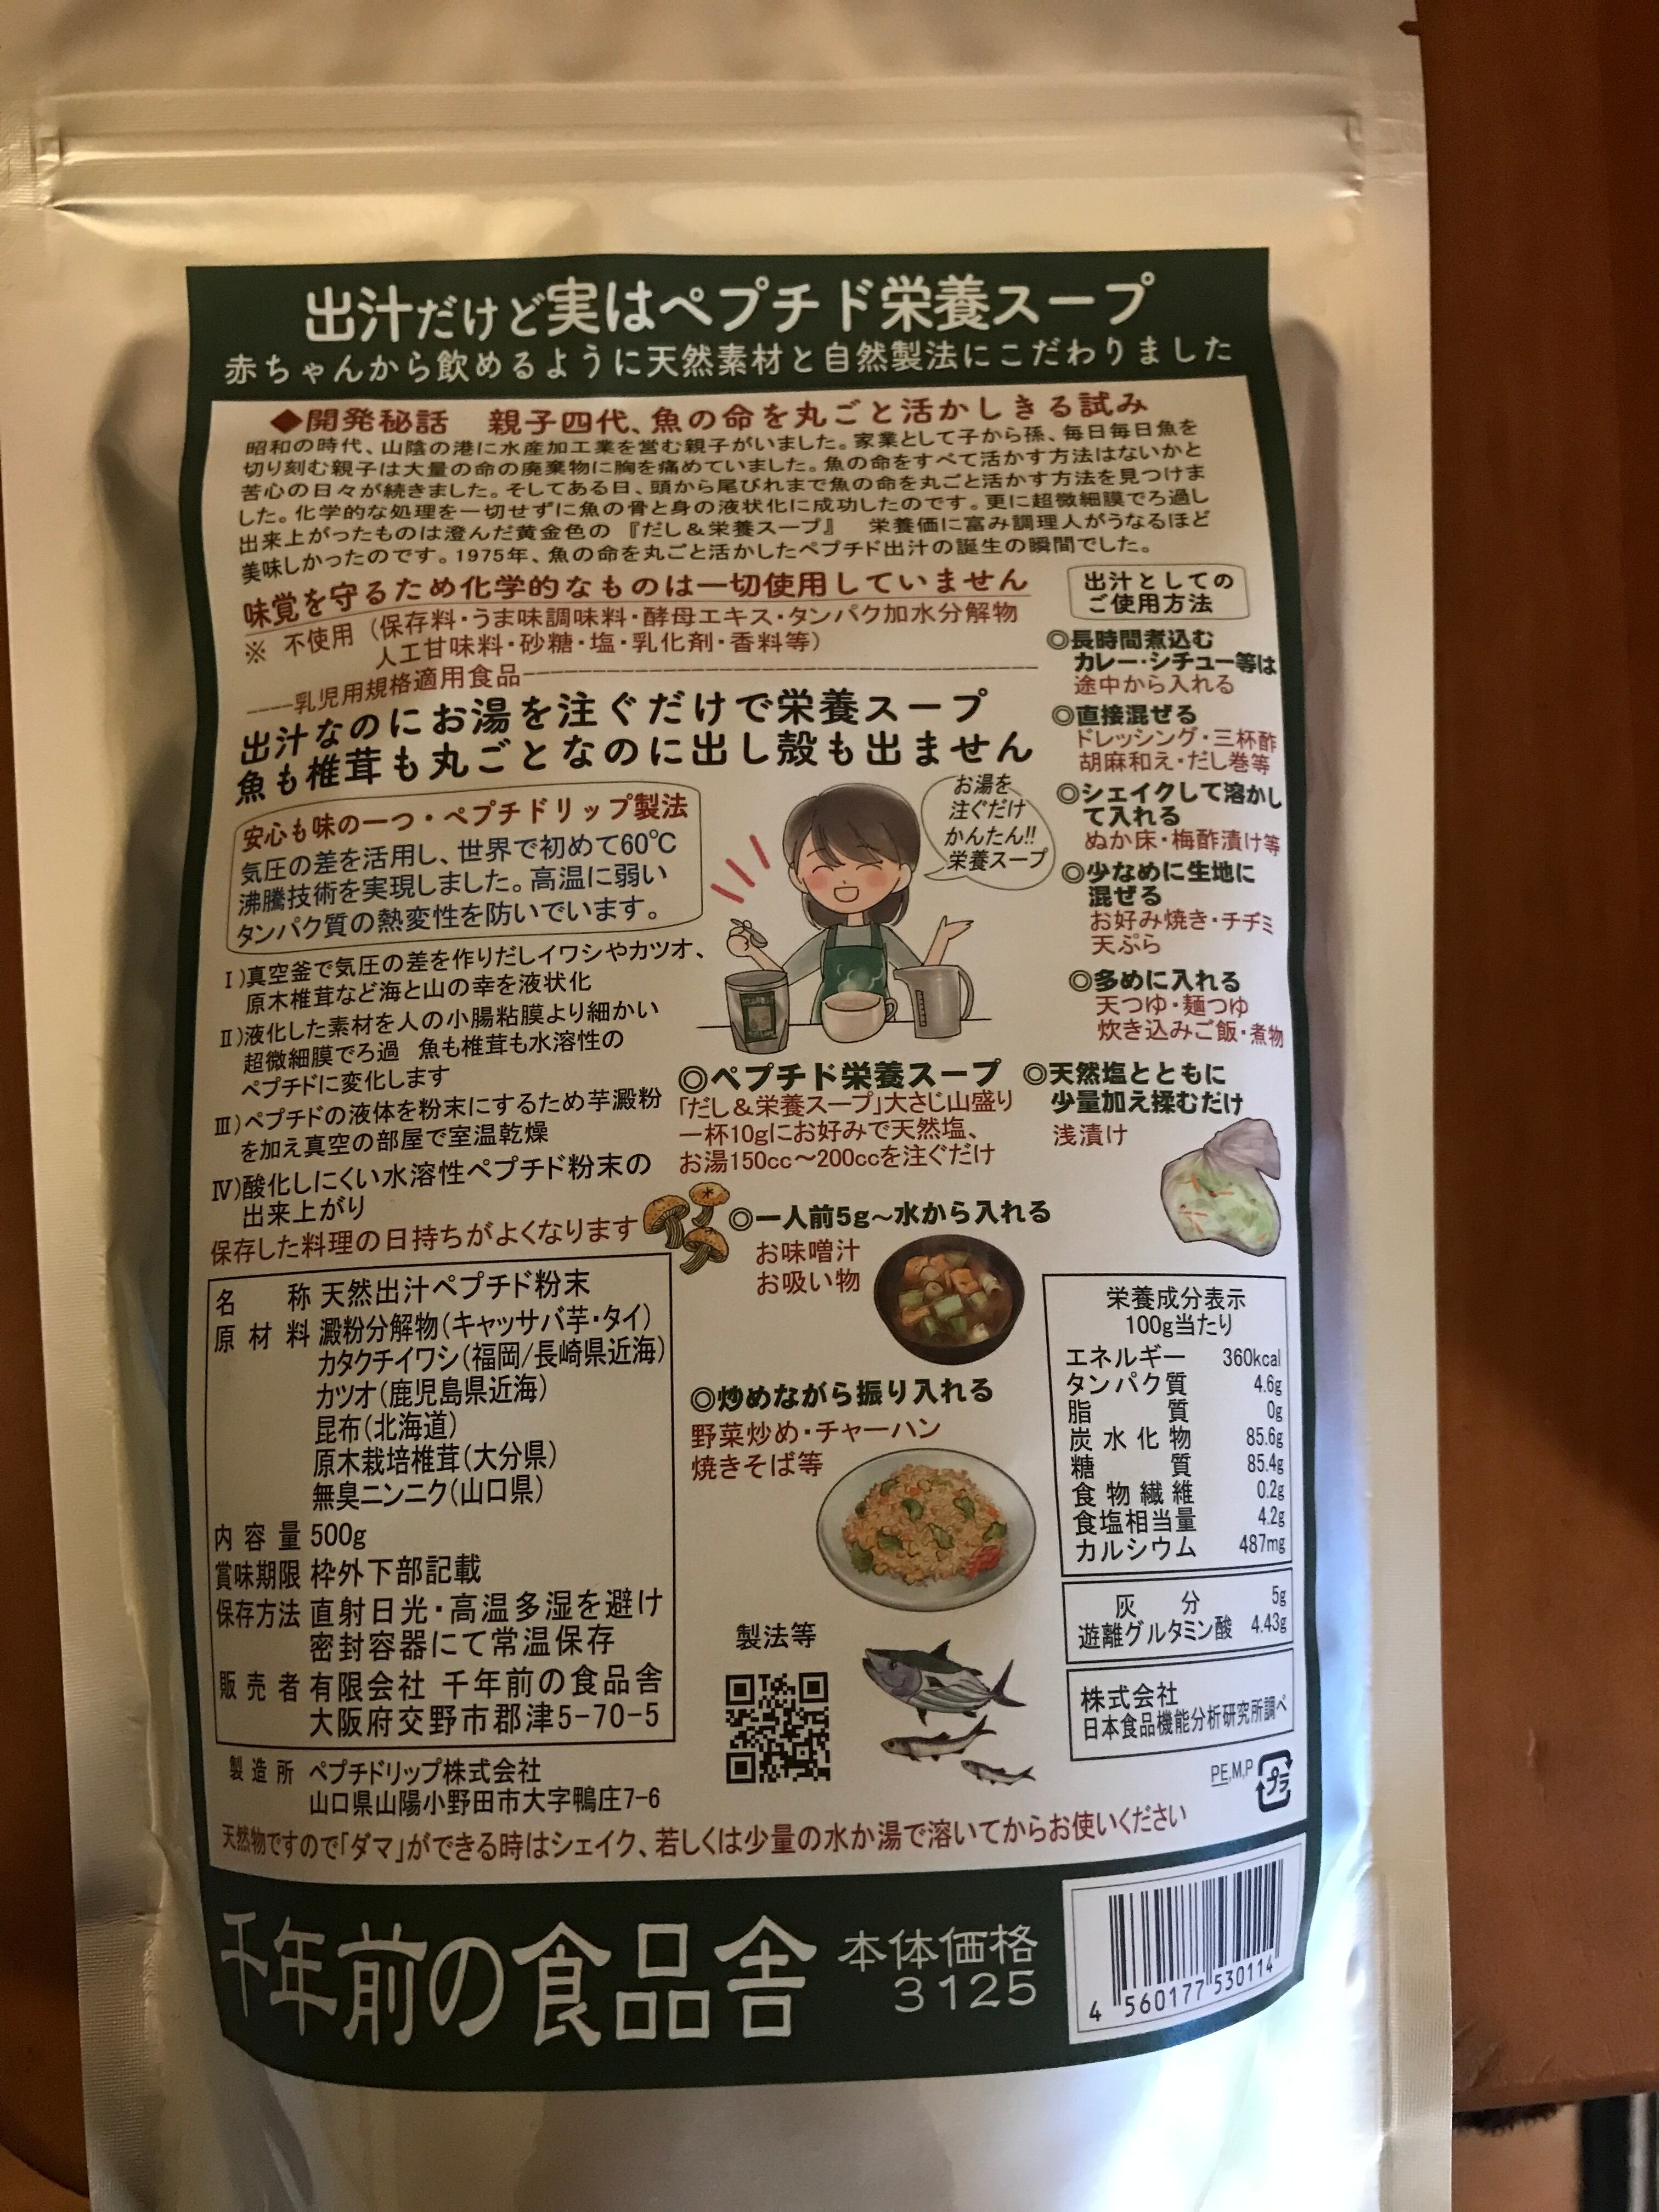 出汁だけど実はペプチド栄養スープ
赤ちゃんから飲めるように天然素材と自然製法にこだわりました
◆開発秘話 親子四代、魚の命を丸ごと活かしきる試み
昭和の時代、山陰の港に水産加工業を営む親子がいました。家業として子から孫、毎日毎日魚を
切り刻む親子は大量の命の廃棄物に胸を痛めていました。魚の命をすべて活かす方法はないかと
苦心の日々が続きました。そしてある日、頭から尾びれまで魚の命を丸ごと活かす方法を見つけま
した。化学的な処理を一切せずに魚の骨と身の液状化に成功したのです。更に超微細膜でろ過し
出来上がったものは澄んだ黄金色の『だし&栄養スープ』 栄養価に富み調理人がうなるほど
美味しかったのです。1975年、魚の命を丸ごと活かしたペプチド出汁の誕生の瞬間でした。
味覚を守るため化学的なものは一切使用していません
※ 不使用(保存料・うま味調味料・酵母エキス・タンパク加水分解物
人工甘味料・砂糖・塩・乳化剤・香料等)
----乳児用規格適用食品----
出汁なのにお湯を注ぐだけで栄養スープ
魚も椎茸も丸ごとなのに出し殻も出ません
安心も味の一つ・ペプチドリップ製法
気圧の差を活用し、世界で初めて60℃
沸騰技術を実現しました。高温に弱い
タンパク質の熱変性を防いでいます。
Ⅰ)真空釜で気圧の差を作りだしイワシやカツオ、
原木椎茸など海と山の幸を液状化
Ⅱ)液化した素材を人の小腸粘膜より細かい
超微細膜でろ過 魚も椎茸も水溶性の
ペプチドに変化します
Ⅲ)ペプチドの液体を粉末にするため芋澱粉
を加え真空の部屋で室温乾燥
Ⅳ)酸化しにくい水溶性ペプチド粉末の
出来上がり
保存した料理の日持ちがよくなります
お湯を
注ぐだけ
かんたん!!
栄養スープ
出汁としての
ご使用方法
◎長時間煮込む
カレー・シチュー等は
途中から入れる
◎直接混ぜる
ドレッシング・三杯酢
胡麻和え・だし巻等
◎シェイクして溶かし
て入れる
ぬか床・梅酢漬け等
◎少なめに生地に
混ぜる
お好み焼き・チヂミ
天ぷら
◎多めに入れる
天つゆ・麺つゆ
炊き込みご飯・煮物
◎天然塩とともに
少量加え揉むだけ
浅漬け
◎ペプチド栄養スープ
「だし&栄養スープ」大さじ山盛り
一杯10gにお好みで天然塩、
お湯150cc〜200ccを注ぐだけ
◎一人前5g〜水から入れる
お味噌汁
お吸い物
◎炒めながら振り入れる
野菜炒め・チャーハン
焼きそば等
製法等
名称 天然出汁ペプチド粉末
原材料 澱粉分解物(キャッサバ芋・タイ)
カタクチイワシ(福岡/長崎県近海)
カツオ(鹿児島県近海)
昆布(北海道)
原木栽培椎茸(大分県)
無臭ニンニク(山口県)
内容量 500g
賞味期限 枠外下部記載
保存方法 直射日光・高温多湿を避け
密封容器にて常温保存
販売者 有限会社 千年前の食品舎
大阪府交野市郡津5-70-5
製造所 ペプチドリップ株式会社
山口県山陽小野田市大字鴨庄7-6
栄養成分表示
100g当たり
エネルギー 360kcal
タンパク質 4.6g
脂質 0g
炭水化物 85.6g
糖質 85.4g
食物繊維 0.2g
食塩相当量 4.2g
カルシウム 487mg
灰分 5g
遊離グルタミン酸 4.43g
株式会社
日本食品機能分析研究所調べ
PE,M,P
プラ
天然物ですので「ダマ」ができる時はシェイク、若しくは少量の水か湯で溶いてからお使いください
千年前の食品舎
本体価格
3125
4 560177 530114